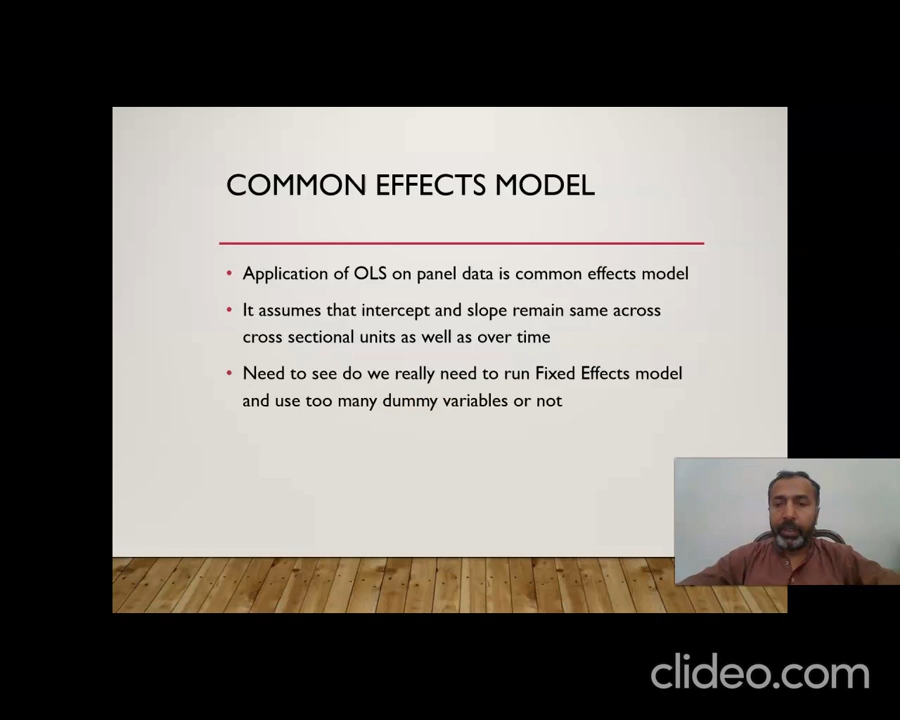 COMMON EFFECTS MODEL
• Application of OLS on panel data is common effects model
• It assumes that intercept and slope remain same across
cross sectional units as well as over time
• Need to see do we really need to run Fixed Effects model
and use too many dummy variables or not
clideo.com